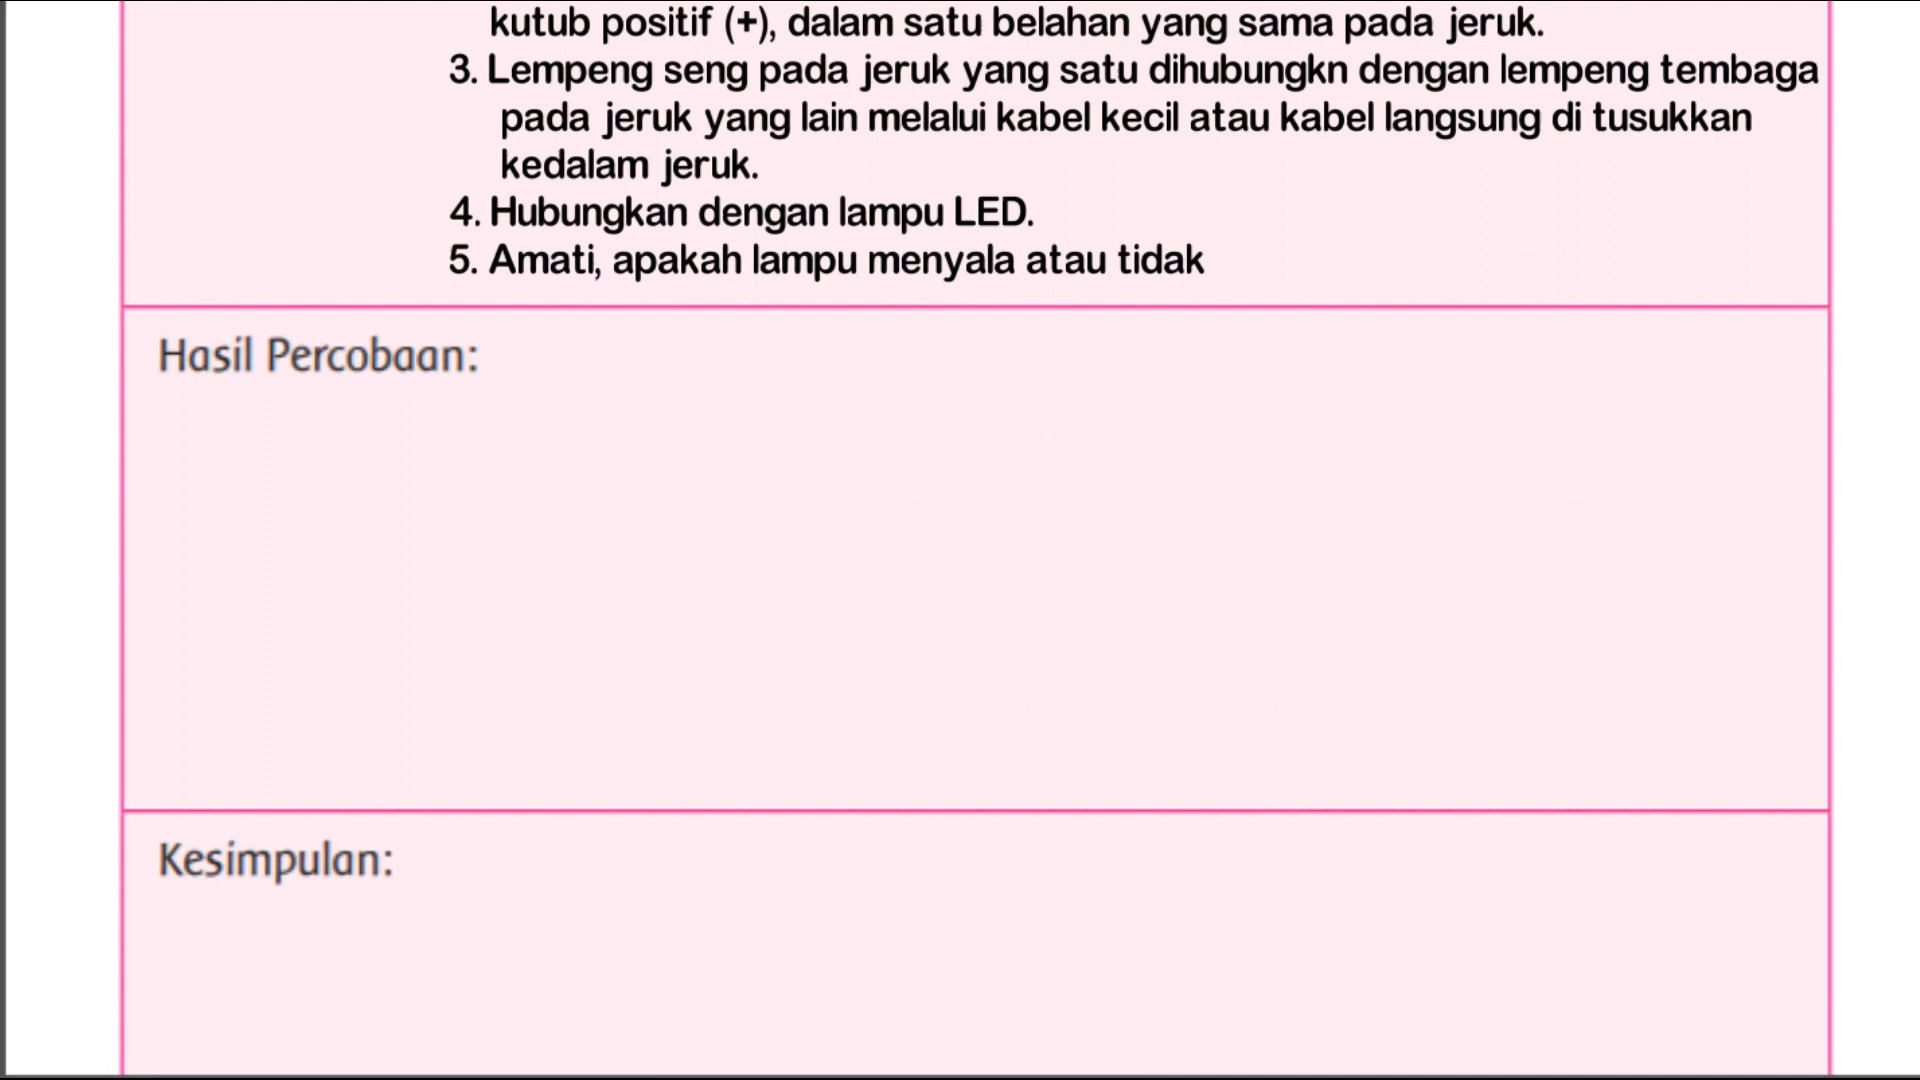 kutub positif (+), dalam satu belahan yang sama pada jeruk.
3. Lempeng seng pada jeruk yang satu dihubungkn dengan lempeng tembaga
pada jeruk yang lain melalui kabel kecil atau kabel langsung di tusukkan
kedalam jeruk.
4. Hubungkan dengan lampu LED.
5. Amati, apakah lampu menyala atau tidak
Hasil Percobaan:
Kesimpulan: